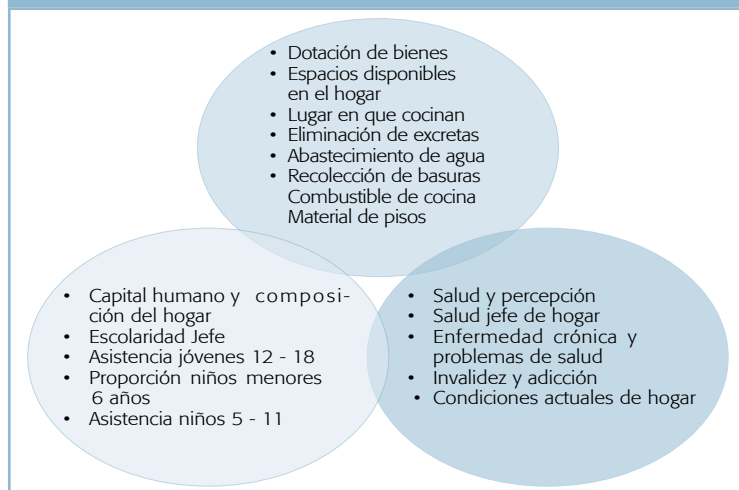 • Dotación de bienes
• Espacios disponibles
en el hogar
• Lugar en que cocinan
• Eliminación de excretas
• Abastecimiento de agua
• Recolección de basuras
Combustible de cocina
Material de pisos
• Capital humano y composi-
ción del hogar
• Escolaridad Jefe
• Asistencia jóvenes 12 - 18
• Proporción niños menores
6 años
• Asistencia niños 5 - 11
• Salud y percepción
• Salud jefe de hogar
• Enfermedad crónica y
problemas de salud
• Invalidez y adicción
• Condiciones actuales de hogar